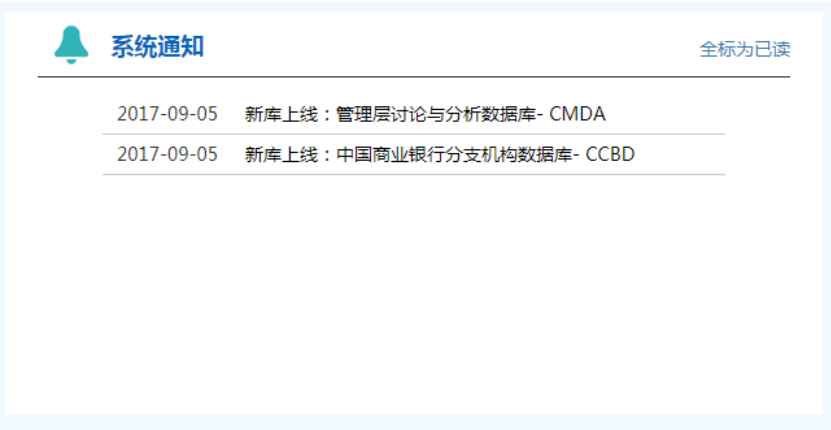 系统通知
全标为已读
2017-09-05 新库上线：管理层讨论与分析数据库- CMDA
2017-09-05 新库上线：中国商业银行分支机构数据库- CCBD